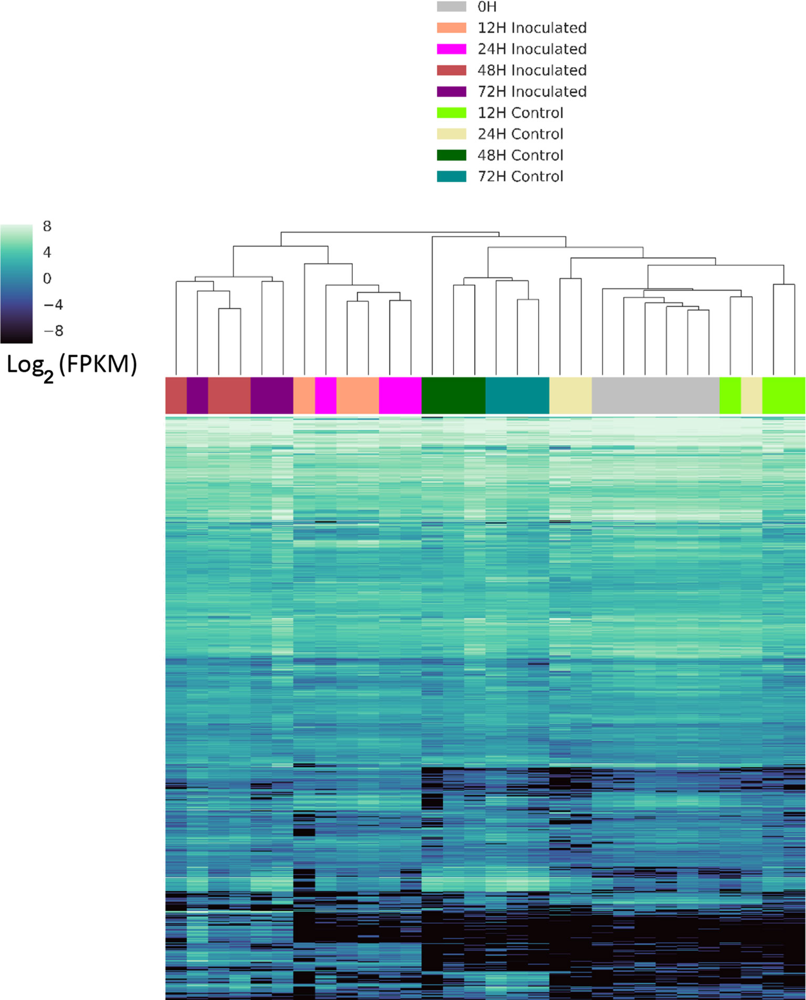 0H
12H Inoculated
24H Inoculated
48H Inoculated
72H Inoculated
12H Control
24H Control
48H Control
72H Control
8
4
0
−4
−8
Log2 (FPKM)